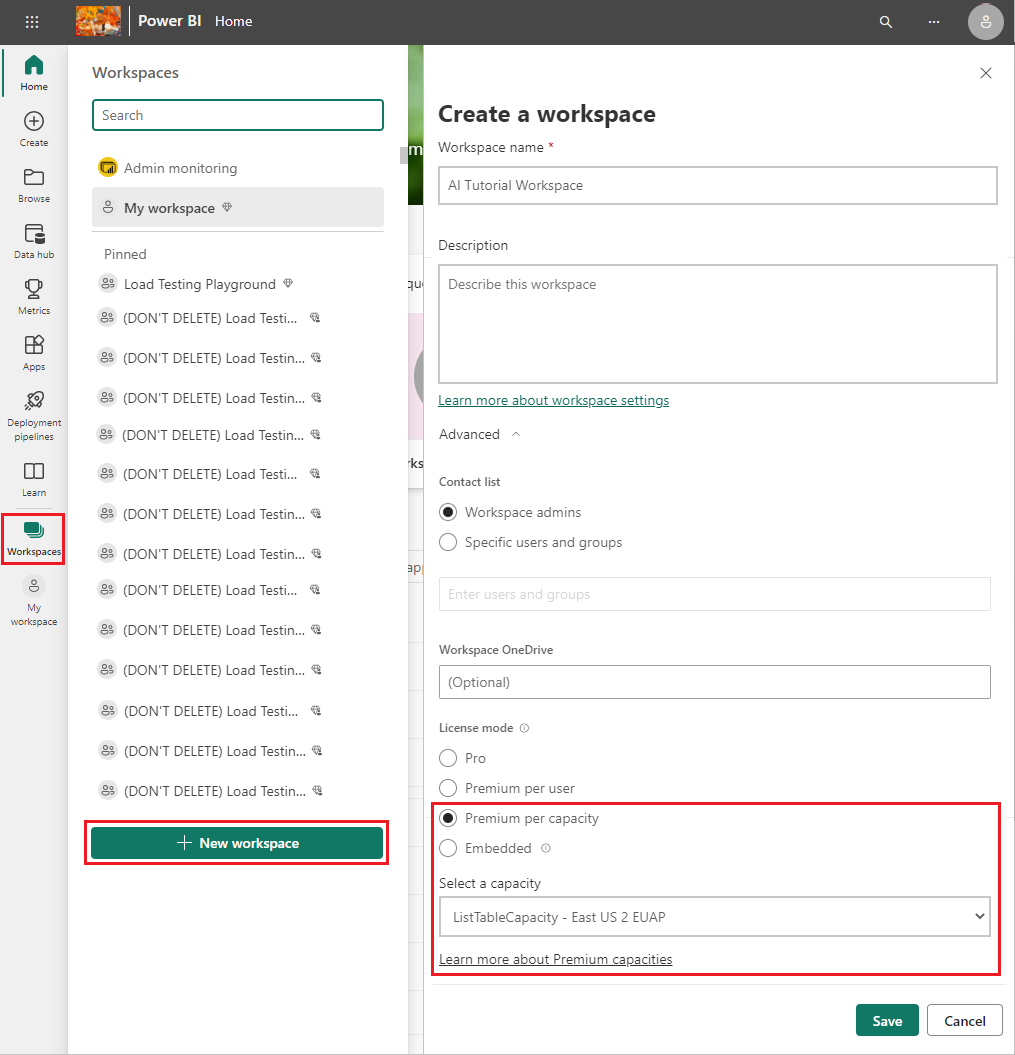 Power BI Home
Home
Create
Browse
Data hub
Metrics
Apps
Deployment
pipelines
Learn
Workspaces
My
workspace
Workspaces
Search
Admin monitoring
My workspace
Pinned
Load Testing Playground
(DON'T DELETE) Load Testi...
(DON'T DELETE) Load Testin...
(DON'T DELETE) Load Testin...
(DON'T DELETE) Load Testin...
(DON'T DELETE) Load Testi...
(DON'T DELETE) Load Testin...
(DON'T DELETE) Load Testin...
(DON'T DELETE) Load Testi...
(DON'T DELETE) Load Testin...
(DON'T DELETE) Load Testin...
(DON'T DELETE) Load Testi...
(DON'T DELETE) Load Testin...
(DON'T DELETE) Load Testin...
New workspace
Create a workspace
Workspace name *
AI Tutorial Workspace
Description
Describe this workspace
Learn more about workspace settings
Advanced
Contact list
Workspace admins
Specific users and groups
Enter users and groups
Workspace OneDrive
(Optional)
License mode
Pro
Premium per user
Premium per capacity
Embedded
Select a capacity
ListTableCapacity - East US 2 EUAP
Learn more about Premium capacities
Save
Cancel